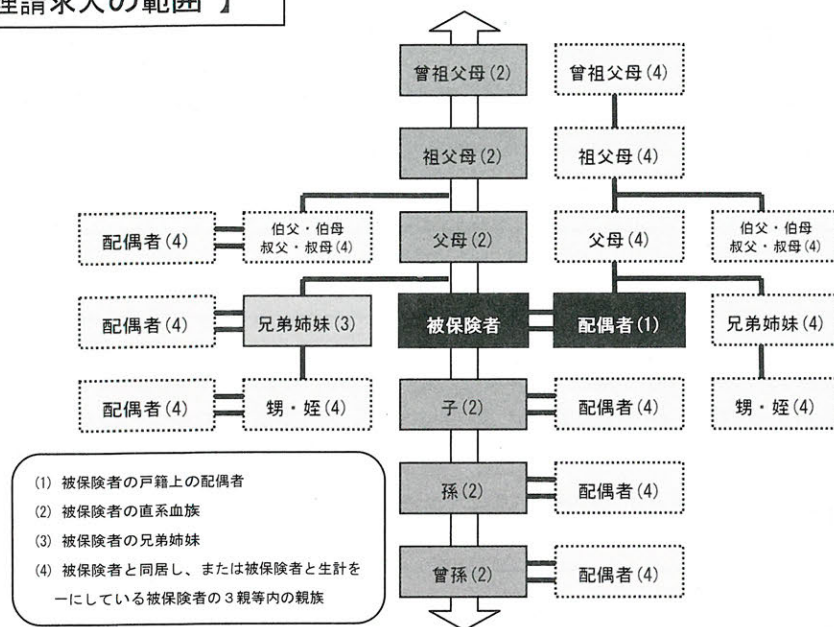 理請求人の範囲 】
曾祖父母(2)
曾祖父母(4)
祖父母(2)
祖父母(4)
配偶者(4)
伯父・伯母
叔父・叔母(4)
父母(2)
父母(4)
伯父・伯母
叔父・叔母(4)
配偶者(4)
兄弟姉妹(3)
被保険者
配偶者(1)
兄弟姉妹(4)
配偶者(4)
甥・姪(4)
子(2)
配偶者(4)
甥・姪(4)
孫(2)
配偶者(4)
曾孫(2)
配偶者(4)
(1) 被保険者の戸籍上の配偶者
(2) 被保険者の直系血族
(3) 被保険者の兄弟姉妹
(4) 被保険者と同居し、または被保険者と生計を
一にしている被保険者の3親等内の親族